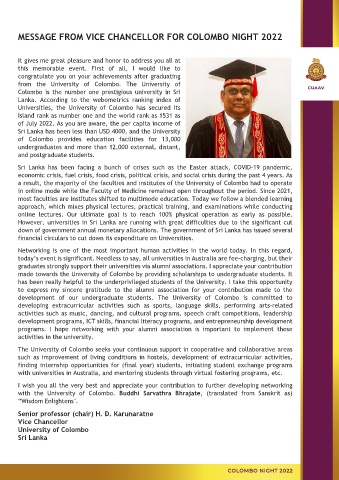 MESSAGE FROM VICE CHANCELLOR FOR COLOMBO NIGHT 2022
It gives me great pleasure and honor to address you all at
this memorable event. First of all, I would like to
congratulate you on your achievements after graduating
from the University of Colombo. The University of
Colombo is the number one prestigious university in Sri
Lanka. According to the webometrics ranking index of
Universities, the University of Colombo has secured its
island rank as number one and the world rank as 1531 as
of July 2022. As you are aware, the per capita income of
Sri Lanka has been less than USD 4000, and the University
of Colombo provides education facilities for 13,000
undergraduates and more than 12,000 external, distant,
and postgraduate students.
CUAAV
Sri Lanka has been facing a bunch of crises such as the Easter attack, COVID-19 pandemic,
economic crisis, fuel crisis, food crisis, political crisis, and social crisis during the past 4 years. As
a result, the majority of the faculties and institutes of the University of Colombo had to operate
in online mode while the Faculty of Medicine remained open throughout the period. Since 2021,
most faculties are institutes shifted to multimode education. Today we follow a blended learning
approach, which mixes physical lectures, practical training, and examinations while conducting
online lectures. Our ultimate goal is to reach 100% physical operation as early as possible.
However, universities in Sri Lanka are running with great difficulties due to the significant cut
down of government annual monetary allocations. The government of Sri Lanka has issued several
financial circulars to cut down its expenditure on Universities.
Networking is one of the most important human activities in the world today. In this regard,
today's event is significant. Needless to say, all universities in Australia are fee-charging, but their
graduates strongly support their universities via alumni associations. I appreciate your contribution
made towards the University of Colombo by providing scholarships to undergraduate students. It
has been really helpful to the underprivileged students of the University. I take this opportunity
to express my sincere gratitude to the alumni association for your contribution made to the
development of our undergraduate students. The University of Colombo is committed to
developing extracurricular activities such as sports, language skills, performing arts-related
activities such as music, dancing, and cultural programs, speech craft competitions, leadership
development programs, ICT skills, financial literacy programs, and entrepreneurship development
programs. I hope networking with your alumni association is important to implement these
activities in the university.
The University of Colombo seeks your continuous support in cooperative and collaborative areas
such as improvement of living conditions in hostels, development of extracurricular activities,
finding internship opportunities for (final year) students, initiating student exchange programs
with universities in Australia, and mentoring students through virtual fostering programs, etc.
I wish you all the very best and appreciate your contribution to further developing networking
with the University of Colombo. Buddhi Sarvathra Bhrajate, (translated from Sanskrit as)
"Wisdom Enlightens".
Senior professor (chair) H. D. Karunaratne
Vice Chancellor
University of Colombo
Sri Lanka
COLOMBO NIGHT 2022